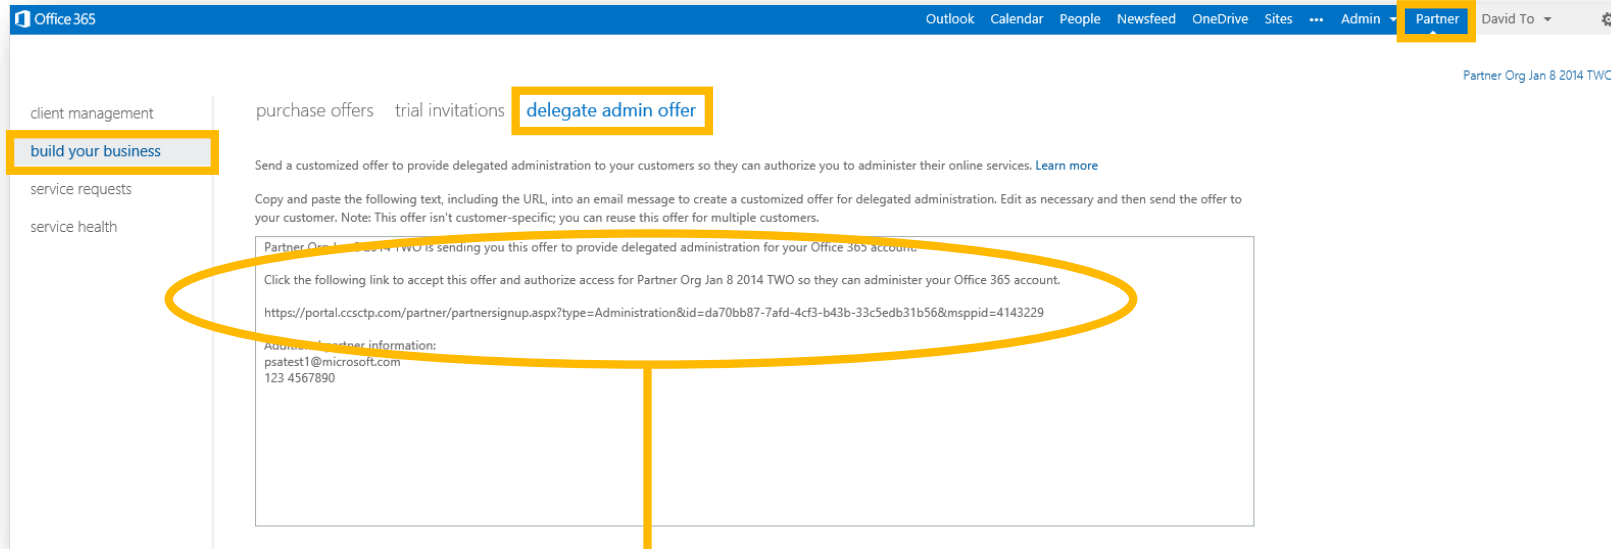 Office 365
Outlook Calendar People Newsfeed OneDrive Sites ••• Admin Partner David To
Partner Org Jan 8 2014 TWO
client management
build your business
service requests
service health
purchase offers trial invitations delegate admin offer
Send a customized offer to provide delegated administration to your customers so they can authorize you to administer their online services. Learn more
Copy and paste the following text, including the URL, into an email message to create a customized offer for delegated administration. Edit as necessary and then send the offer to
your customer. Note: This offer isn't customer-specific; you can reuse this offer for multiple customers.
Partner Org Jan 8 2014 TWO is sending you this offer to provide delegated administration for your Office 365 account.
Click the following link to accept this offer and authorize access for Partner Org Jan 8 2014 TWO so they can administer your Office 365 account.
https://portal.ccsctp.com/partner/partnersignup.aspx?type=Administration&id=da70bb87-7afd-4cf3-b43b-33c5edb31b56&msppid=4143229
Additional partner information:
psatest1@microsoft.com
123 4567890